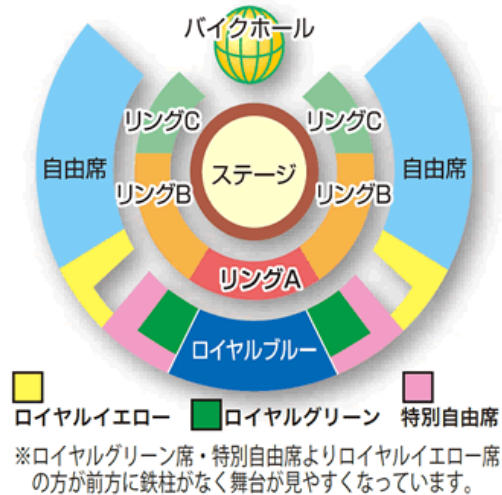 バイクホール
リングC
リングC
自由席
リングB
ステージ
リングB
自由席
リングA
ロイヤルブルー
ロイヤルイエロー
ロイヤルグリーン
特別自由席
※ロイヤルグリーン席・特別自由席よりロイヤルイエロー席
の方が前方に鉄柱がなく舞台が見やすくなっています。